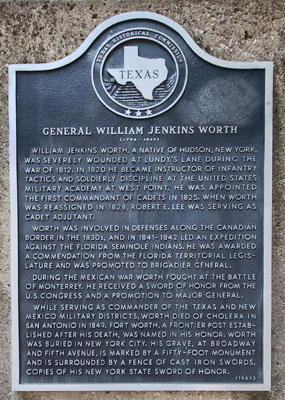 TEXAS HISTORICAL COMMISSION
TEXAS
GENERAL WILLIAM JENKINS WORTH
(1794-1849)
WILLIAM JENKINS WORTH, A NATIVE OF HUDSON, NEW YORK,
WAS SEVERELY WOUNDED AT LUNDY'S LANE DURING THE
WAR OF 1812. IN 1820 HE BECAME INSTRUCTOR OF INFANTRY
TACTICS AND SOLDIERLY DISCIPLINE AT THE UNITED STATES
MILITARY ACADEMY AT WEST POINT. HE WAS APPOINTED
THE FIRST COMMANDANT OF CADETS IN 1825. WHEN WORTH
WAS REASSIGNED IN 1828, ROBERT E. LEE WAS SERVING AS
CADET ADJUTANT.
WORTH WAS INVOLVED IN DEFENSES ALONG THE CANADIAN
BORDER IN THE 1830s, AND IN 1841-1842 LED AN EXPEDITION
AGAINST THE FLORIDA SEMINOLE INDIANS. HE WAS AWARDED
A COMMENDATION FROM THE FLORIDA TERRITORIAL LEGIS-
LATURE AND WAS PROMOTED TO BRIGADIER GENERAL.
DURING THE MEXICAN WAR WORTH FOUGHT AT THE BATTLE
OF MONTERREY. HE RECEIVED A SWORD OF HONOR FROM THE
U.S. CONGRESS AND A PROMOTION TO MAJOR GENERAL.
WHILE SERVING AS COMMANDER OF THE TEXAS AND NEW
MEXICO MILITARY DISTRICTS, WORTH DIED OF CHOLERA IN
SAN ANTONIO IN 1849. FORT WORTH, A FRONTIER POST ESTAB-
LISHED AFTER HIS DEATH, WAS NAMED IN HIS HONOR. WORTH
WAS BURIED IN NEW YORK CITY. HIS GRAVE, AT BROADWAY
AND FIFTH AVENUE, IS MARKED BY A FIFTY-FOOT MONUMENT
AND IS SURROUNDED BY A FENCE OF CAST IRON SWORDS,
COPIES OF HIS NEW YORK STATE SWORD OF HONOR.
(1987)